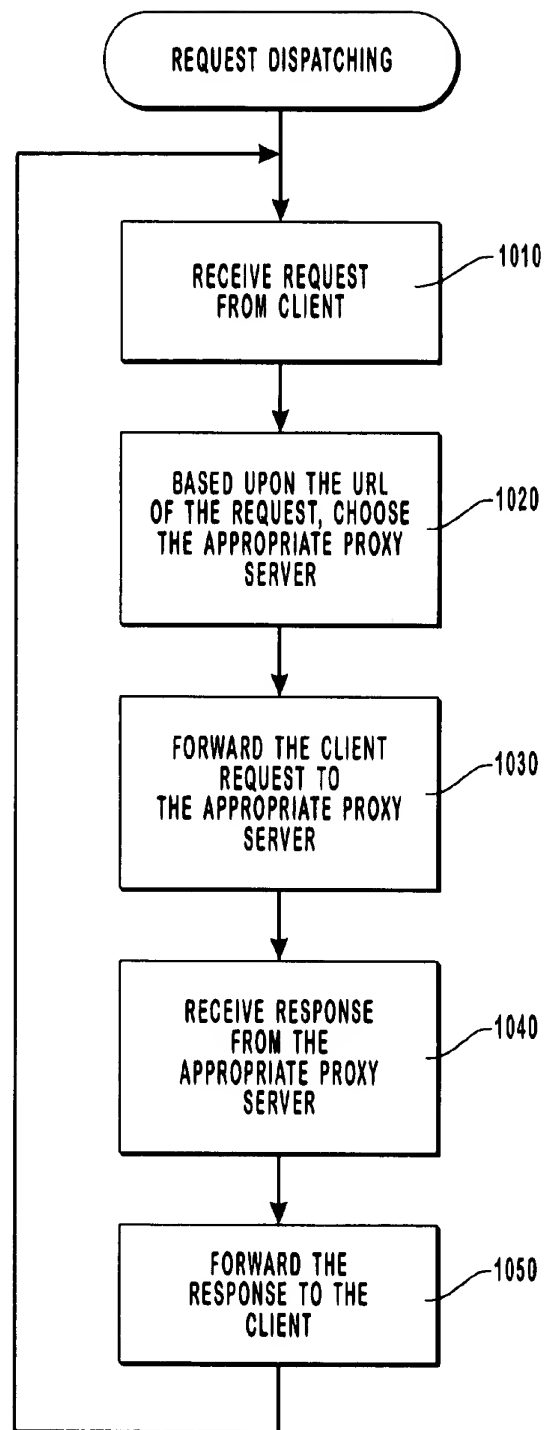 REQUEST DISPATCHING
RECEIVE REQUEST
FROM CLIENT
1010
BASED UPON THE URL
OF THE REQUEST, CHOOSE
THE APPROPRIATE PROXY
SERVER
1020
FORWARD THE CLIENT
REQUEST TO
THE APPROPRIATE PROXY
SERVER
1030
RECEIVE RESPONSE
FROM THE
APPROPRIATE PROXY
SERVER
1040
FORWARD THE
RESPONSE TO THE
CLIENT
1050